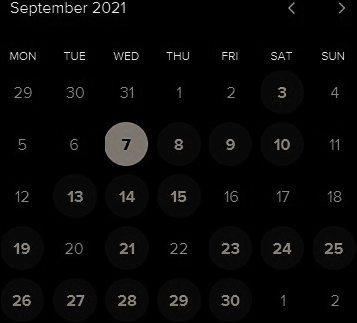 September 2021
MON TUE WED THU FRI SAT SUN
29 30 31 1 2 3 4
5 6 7 8 9 10 11
12 13 14 15 16 17 18
19 20 21 22 23 24 25
26 27 28 29 30 1 2